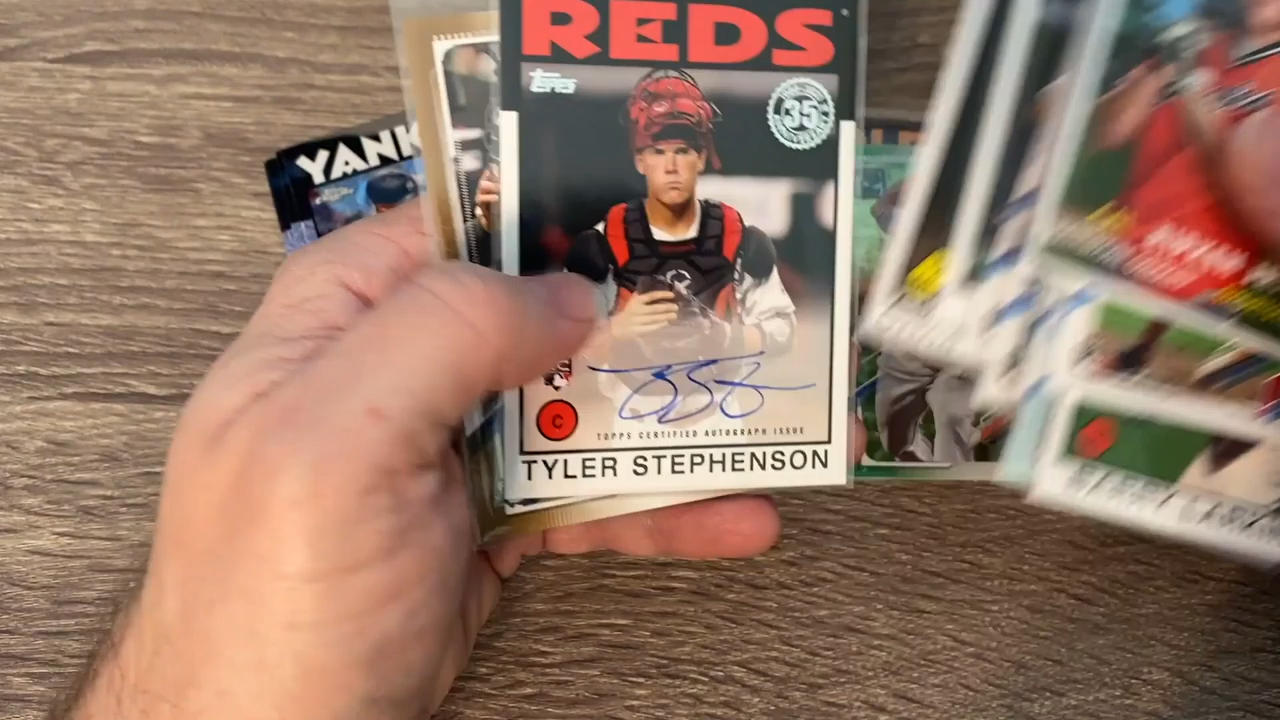 REDS
Topps
35
YANK
C
TOPPS CERTIFIED AUTOGRAPH ISSUE
TYLER STEPHENSON